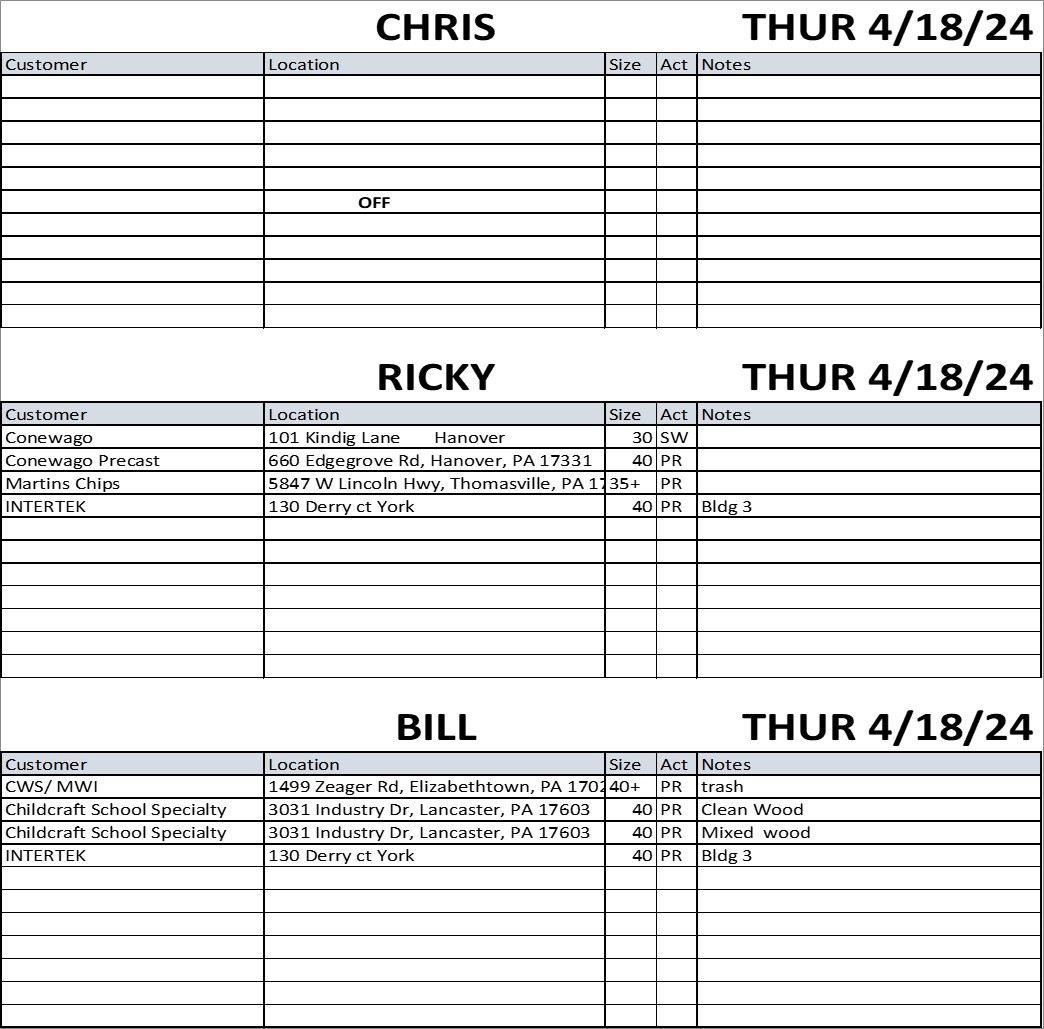 CHRIS THUR 4/18/24
Customer Location Size Act Notes
OFF
RICKY THUR 4/18/24
Customer Location Size Act Notes
Conewago 101 Kindig Lane Hanover 30 SW
Conewago Precast 660 Edgegrove Rd, Hanover, PA 17331 40 PR
Martins Chips 5847 W Lincoln Hwy, Thomasville, PA 17 35+ PR
INTERTEK 130 Derry ct York 40 PR Bldg 3
BILL THUR 4/18/24
Customer Location Size Act Notes
CWS/ MWI 1499 Zeager Rd, Elizabethtown, PA 1702 40+ PR trash
Childcraft School Specialty 3031 Industry Dr, Lancaster, PA 17603 40 PR Clean Wood
Childcraft School Specialty 3031 Industry Dr, Lancaster, PA 17603 40 PR Mixed wood
INTERTEK 130 Derry ct York 40 PR Bldg 3